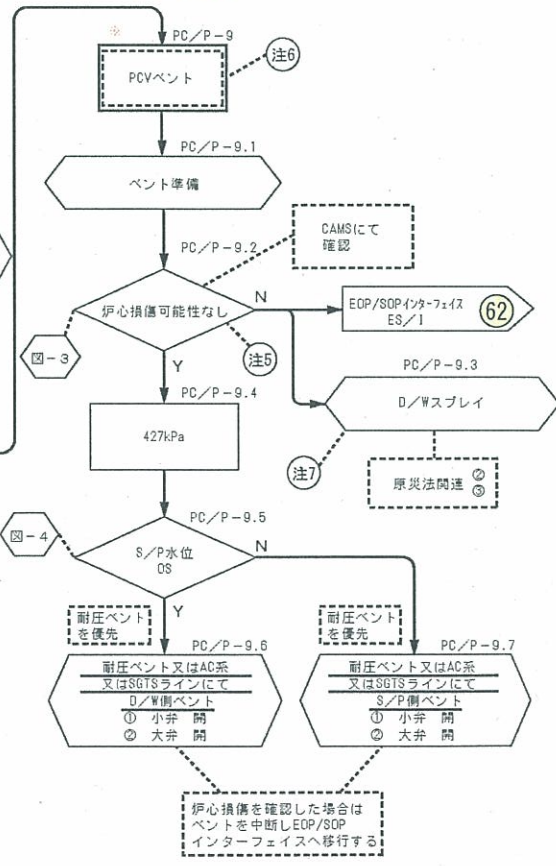 ※
PC/P-9
PCVベント
注6
PC/P-9.1
ベント準備
CAMSにて
確認
PC/P-9.2
炉心損傷可能性なし
N
EOP/SOPインターフェイス
ES/I
62
図-3
注5
Y
PC/P-9.3
D/Wスプレイ
PC/P-9.4
427kPa
注7
原災法関連 ②
③
PC/P-9.5
図-4
S/P水位
OS
N
Y
耐圧ベント
を優先
PC/P-9.6
耐圧ベント又はAC系
又はSGTSラインにて
D/W側ベント
① 小弁 開
② 大弁 開
耐圧ベント
を優先
PC/P-9.7
耐圧ベント又はAC系
又はSGTSラインにて
S/P側ベント
① 小弁 開
② 大弁 開
炉心損傷を確認した場合は
ベントを中断しEOP/SOP
インターフェイスへ移行する